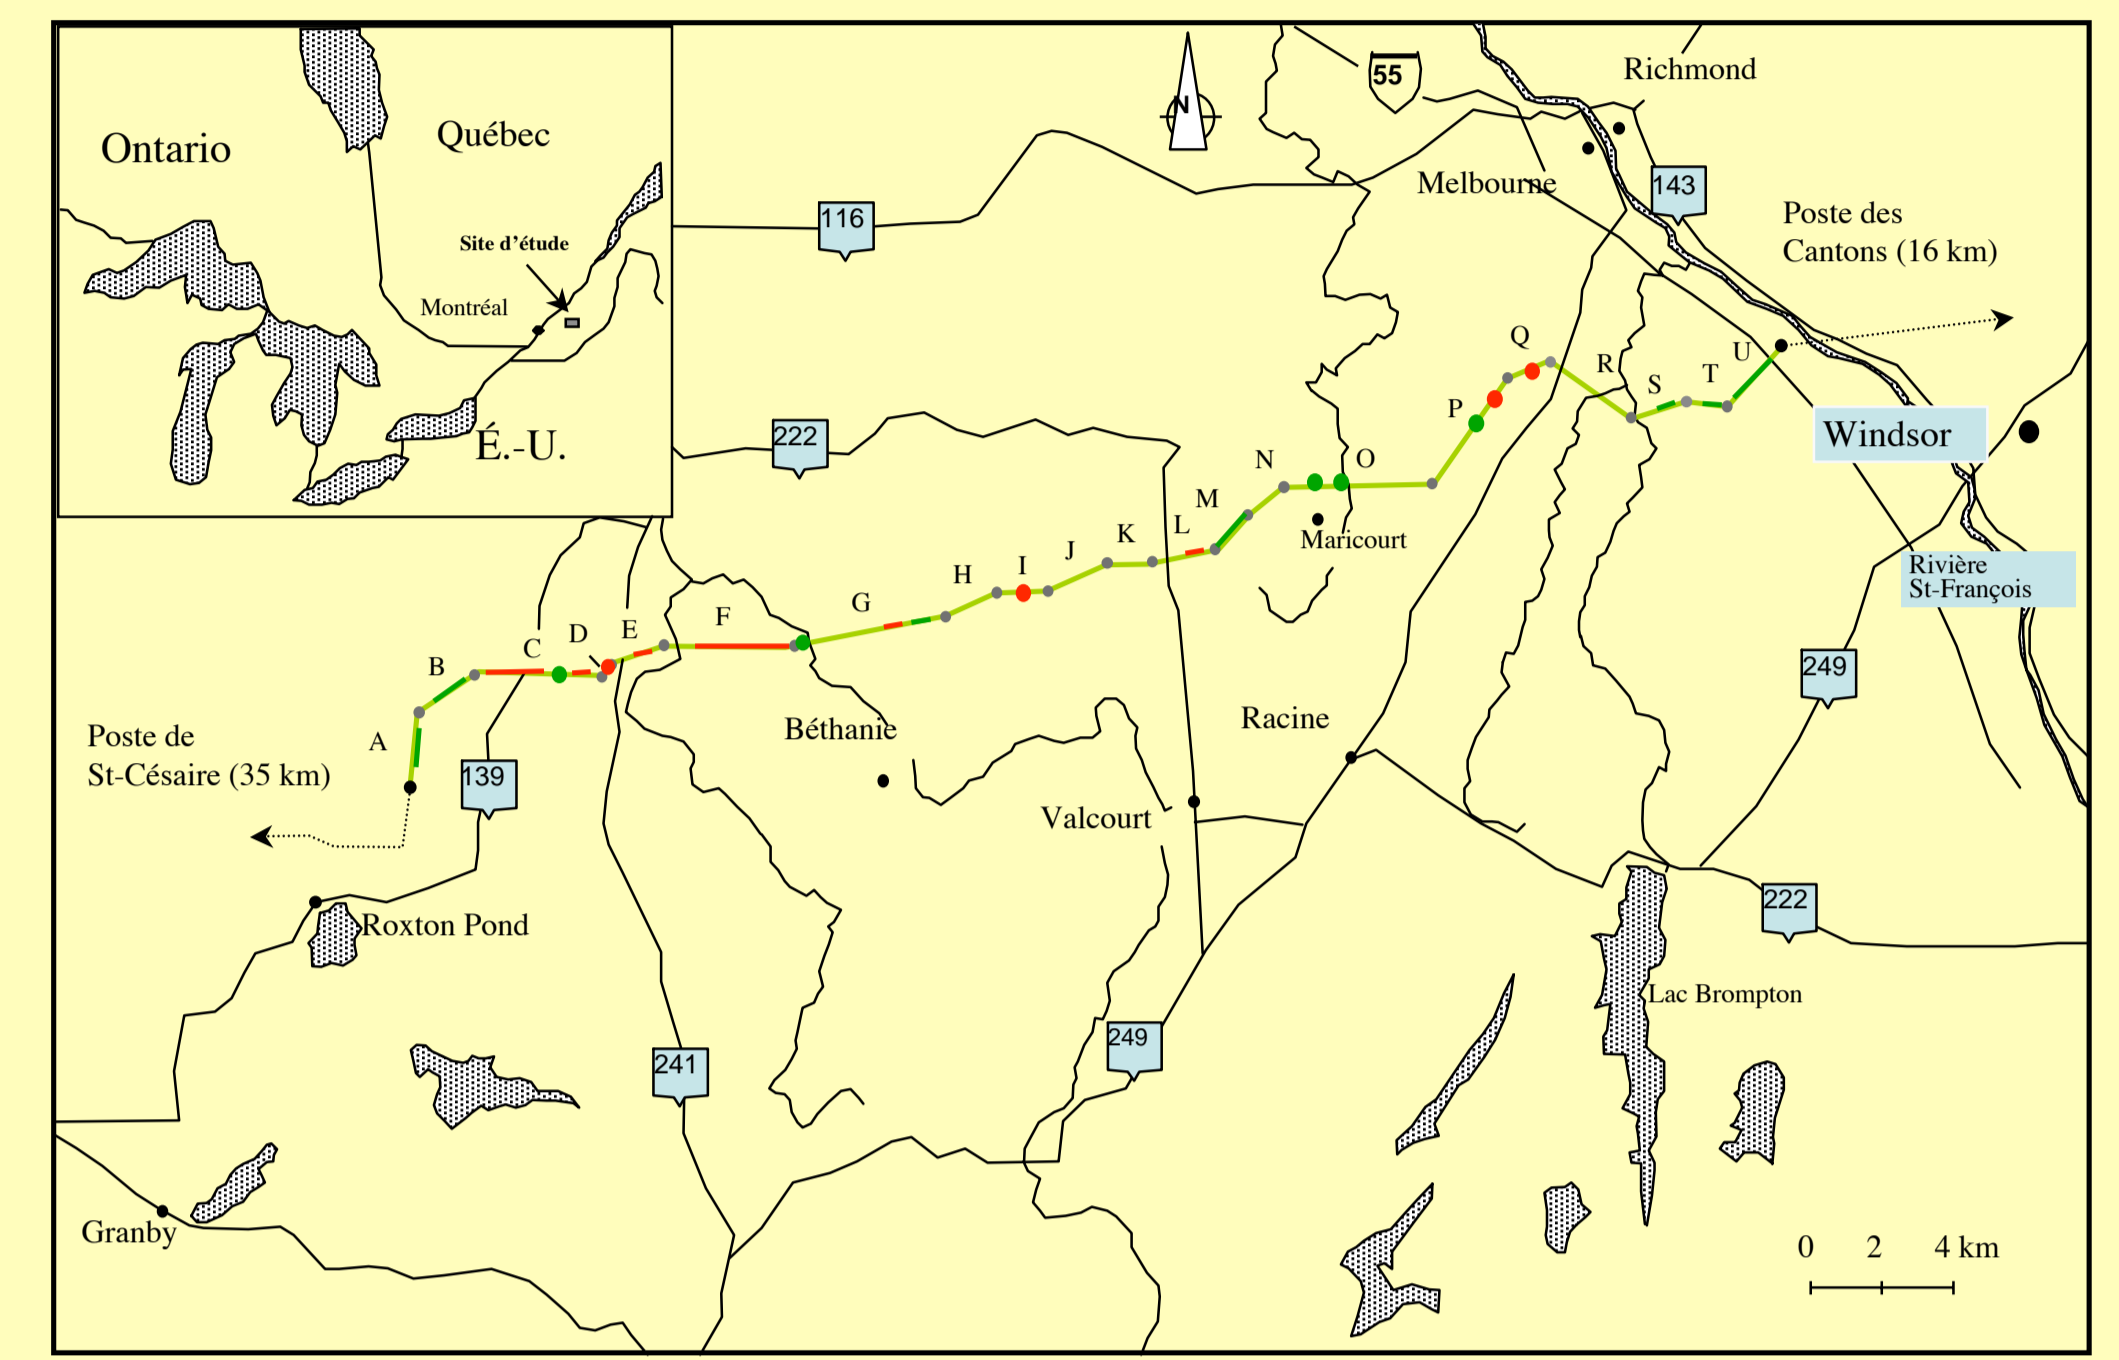 Ontario
Québec
Site d'étude
Montréal
É.-U.
N
55
Richmond
Melbourne
143
Poste des
Cantons (16 km)
116
222
Q
R
S
T
U
P
Windsor
N
O
M
L
K
Maricourt
J
I
H
G
F
E
D
C
B
A
Rivière
St-François
249
Poste de
St-Césaire (35 km)
139
Béthanie
Racine
Valcourt
Roxton Pond
222
Lac Brompton
241
249
Granby
0 2 4 km